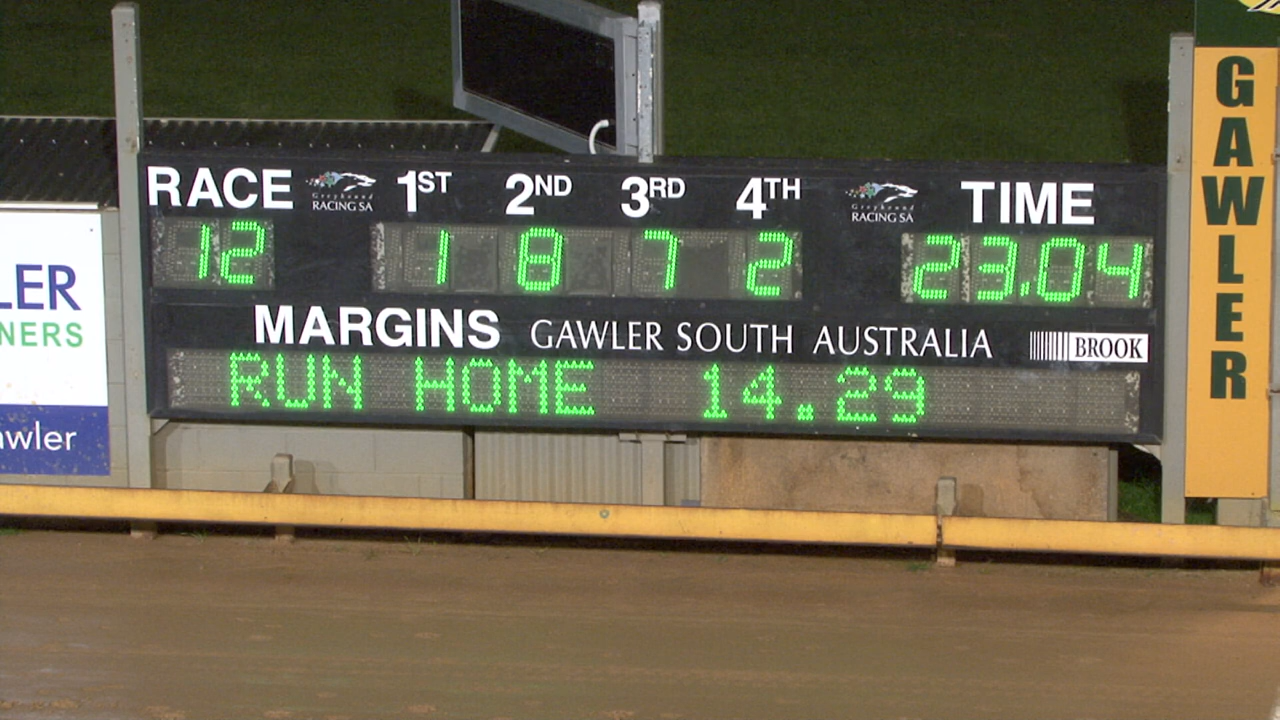 RACE Greyhound RACING SA 1ST 2ND 3RD 4TH Greyhound RACING SA TIME
12 1 8 7 2 23.04
MARGINS GAWLER SOUTH AUSTRALIA BROOK
RUN HOME 14.29
LER
NERS
awler
GAWLER